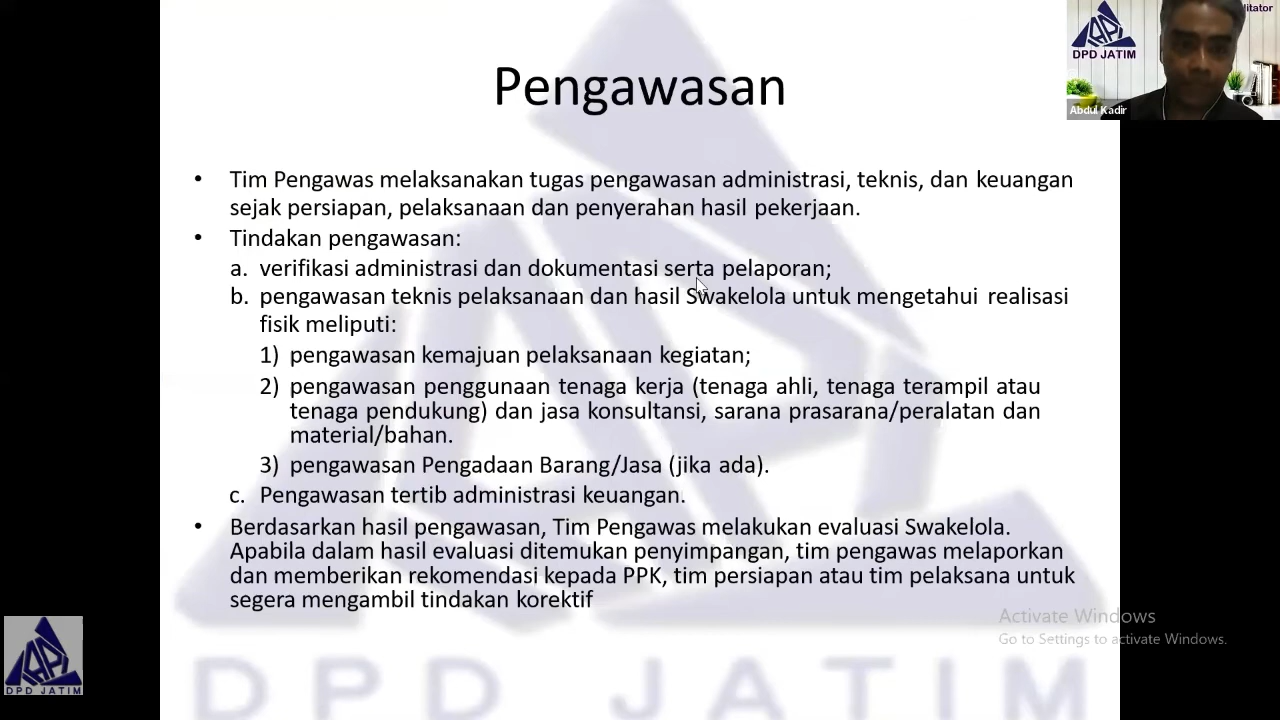 Pengawasan
• Tim Pengawas melaksanakan tugas pengawasan administrasi, teknis, dan keuangan
sejak persiapan, pelaksanaan dan penyerahan hasil pekerjaan.
• Tindakan pengawasan:
a. verifikasi administrasi dan dokumentasi serta pelaporan;
b. pengawasan teknis pelaksanaan dan hasil Swakelola untuk mengetahui realisasi
fisik meliputi:
1) pengawasan kemajuan pelaksanaan kegiatan;
2) pengawasan penggunaan tenaga kerja (tenaga ahli, tenaga terampil atau
tenaga pendukung) dan jasa konsultansi, sarana prasarana/peralatan dan
material/bahan.
3) pengawasan Pengadaan Barang/Jasa (jika ada).
c. Pengawasan tertib administrasi keuangan.
• Berdasarkan hasil pengawasan, Tim Pengawas melakukan evaluasi Swakelola.
Apabila dalam hasil evaluasi ditemukan penyimpangan, tim pengawas melaporkan
dan memberikan rekomendasi kepada PPK, tim persiapan atau tim pelaksana untuk
segera mengambil tindakan korektif
DPD JATIM
IAPI
DPD JATIM
Abdul Kadir
IAPI
DPD JATIM
Activate Windows
Go to Settings to activate Windows.